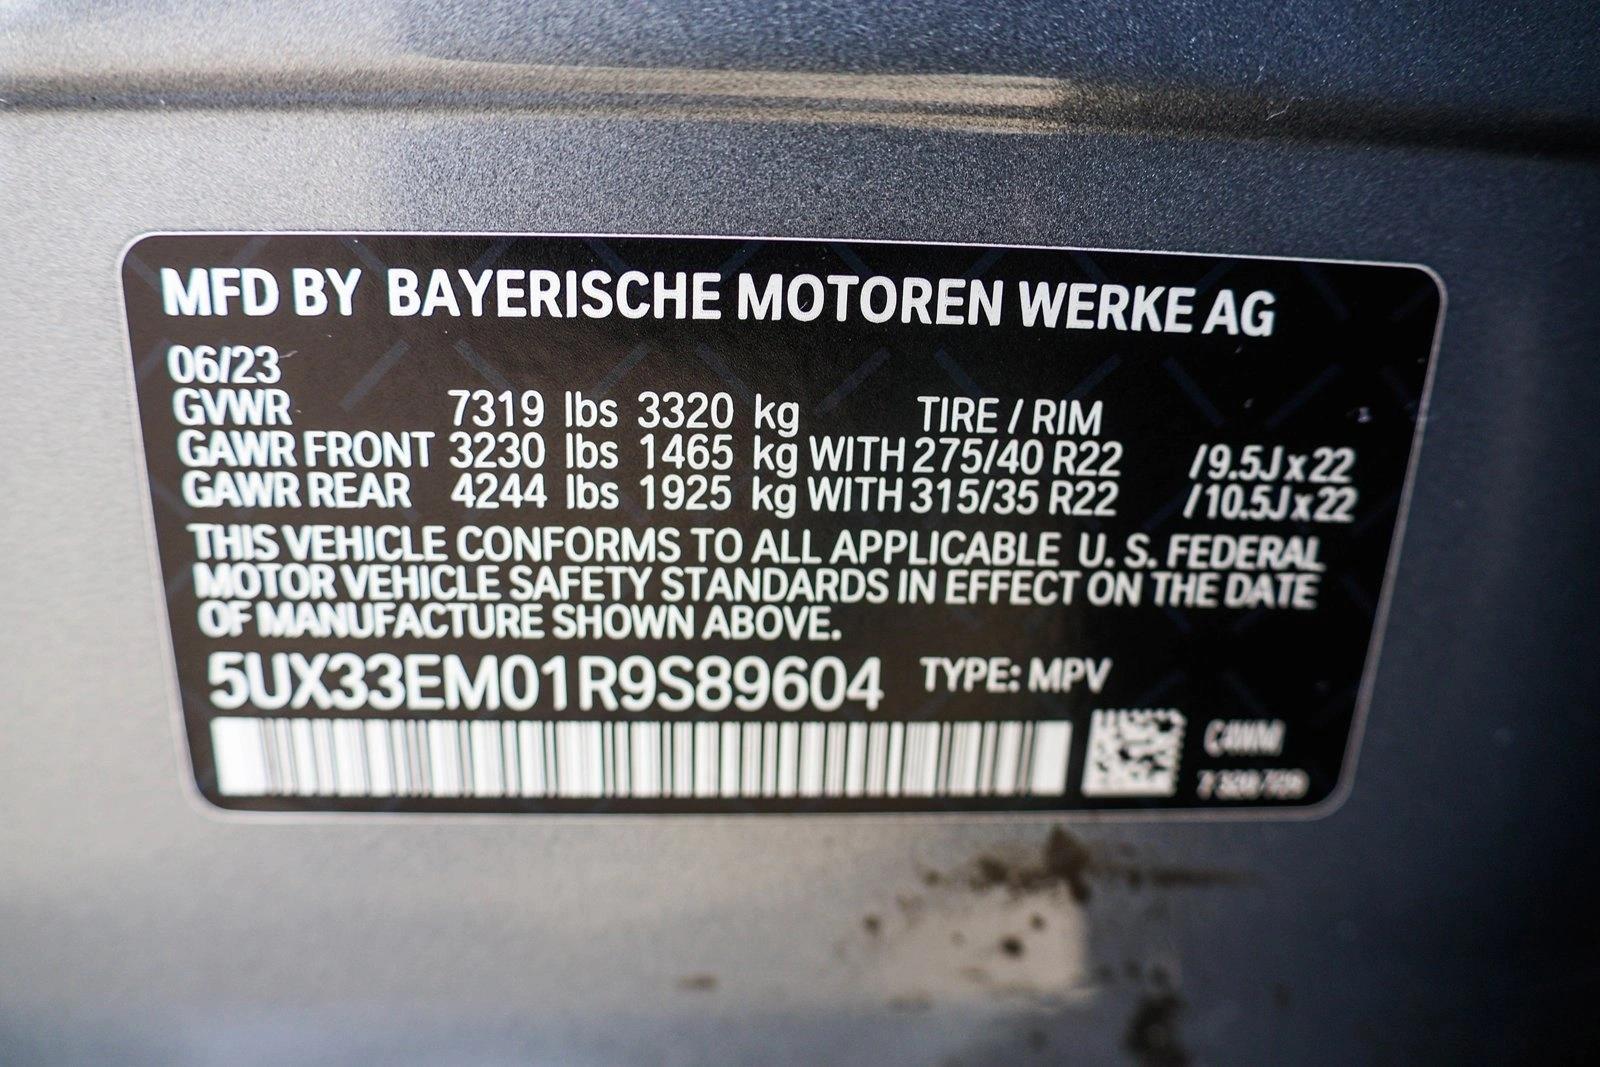 MFD BY BAYERISCHE MOTOREN WERKE AG
06/23
GVWR 7319 lbs 3320 kg TIRE / RIM
GAWR FRONT 3230 lbs 1465 kg WITH 275/40 R22 /9.5J x 22
GAWR REAR 4244 lbs 1925 kg WITH 315/35 R22 /10.5J x 22
THIS VEHICLE CONFORMS TO ALL APPLICABLE U. S. FEDERAL
MOTOR VEHICLE SAFETY STANDARDS IN EFFECT ON THE DATE
OF MANUFACTURE SHOWN ABOVE.
5UX33EM01R9S89604 TYPE: MPV